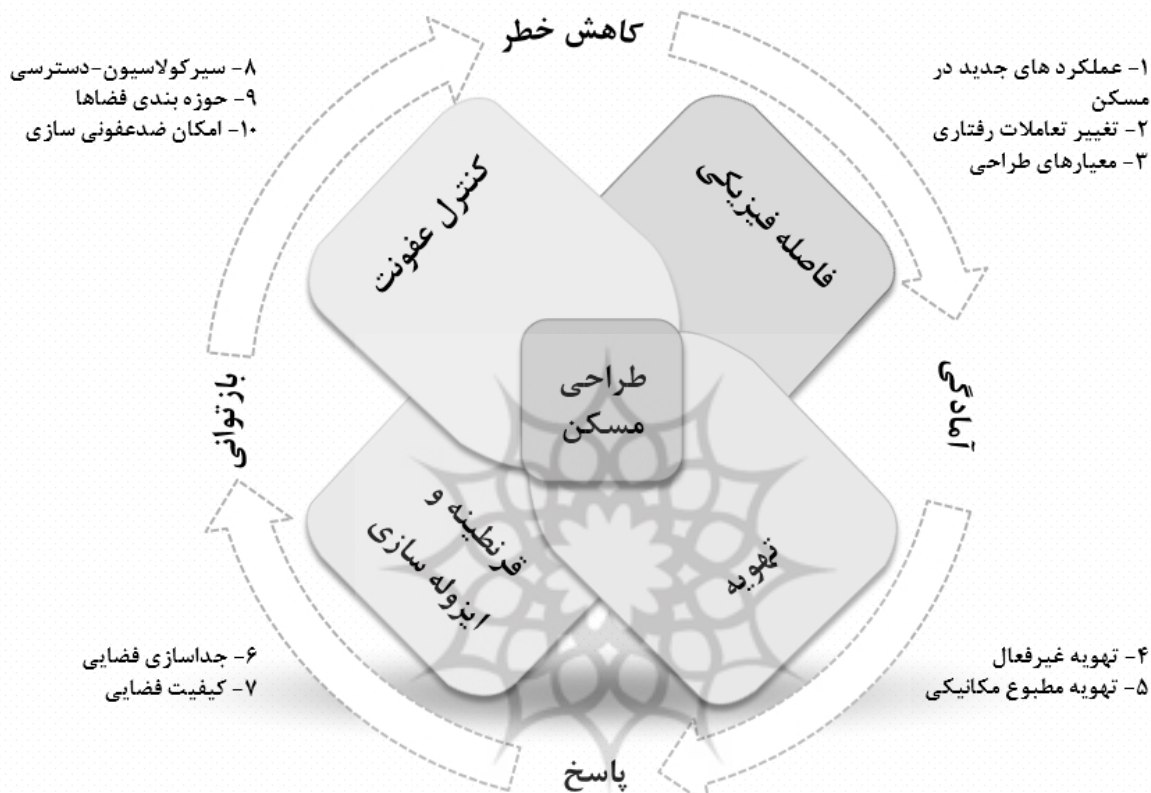 کاهش خطر
۱- عملکرد های جدید در
مسکن
۲- تغییر تعاملات رفتاری
۳- معیارهای طراحی
۸- سیرکولاسیون-دسترسی
۹- حوزه بندی فضاها
۱۰- امکان ضدعفونی سازی
فاصله فیزیکی
کنترل عفونت
طراحی
مسکن
آمادگی
بازتوانی
تهویه
قرنطینه و
ایزوله سازی
۴- تهویه غیرفعال
۵- تهویه مطبوع مکانیکی
۶- جداسازی فضایی
۷- کیفیت فضایی
پاسخ